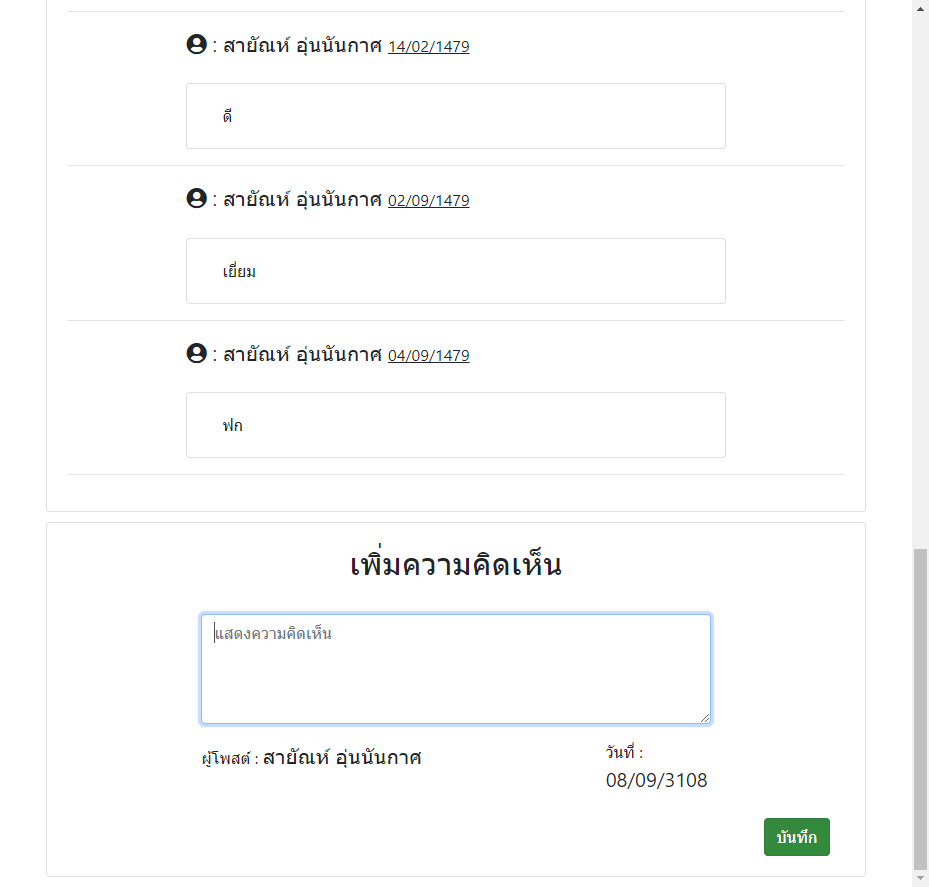 : สายัณห์ อุ่นนันกาศ 14/02/1479
ดี
: สายัณห์ อุ่นนันกาศ 02/09/1479
เยี่ยม
: สายัณห์ อุ่นนันกาศ 04/09/1479
ฟก
เพิ่มความคิดเห็น
แสดงความคิดเห็น
ผู้โพสต์ : สายัณห์ อุ่นนันกาศ
วันที่ :
08/09/3108
บันทึก